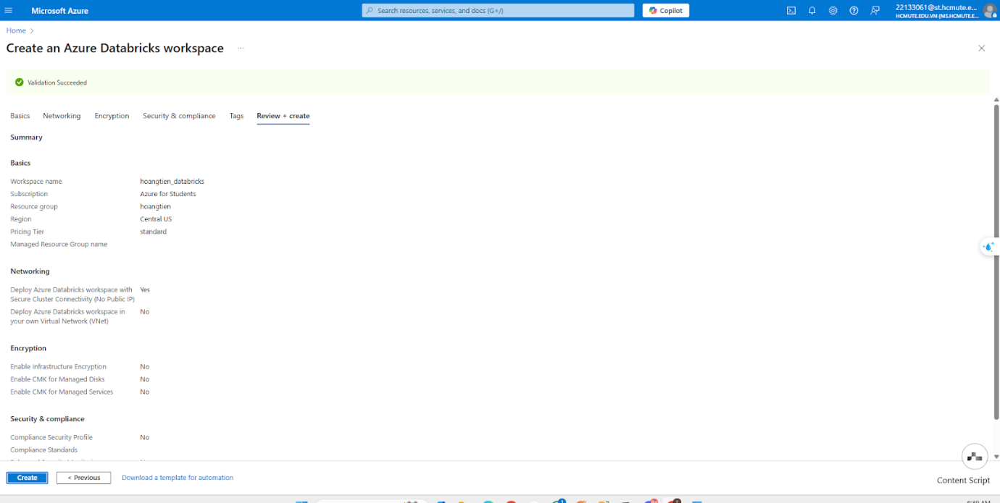 Microsoft Azure
Search resources, services, and docs (G+/)
Copilot
22133061@st.hcmute.e...
HCMUTE.EDU.VN (MS.HCMUTE.E...
Home
Create an Azure Databricks workspace
...
Validation Succeeded
Basics Networking Encryption Security & compliance Tags Review + create
Summary
Basics
Workspace name hoangtien_databricks
Subscription Azure for Students
Resource group hoangtien
Region Central US
Pricing Tier standard
Managed Resource Group name
Networking
Deploy Azure Databricks workspace with Yes
Secure Cluster Connectivity (No Public IP)
Deploy Azure Databricks workspace in No
your own Virtual Network (VNet)
Encryption
Enable Infrastructure Encryption No
Enable CMK for Managed Disks No
Enable CMK for Managed Services No
Security & compliance
Compliance Security Profile No
Compliance Standards
Create < Previous Download a template for automation
Content Script